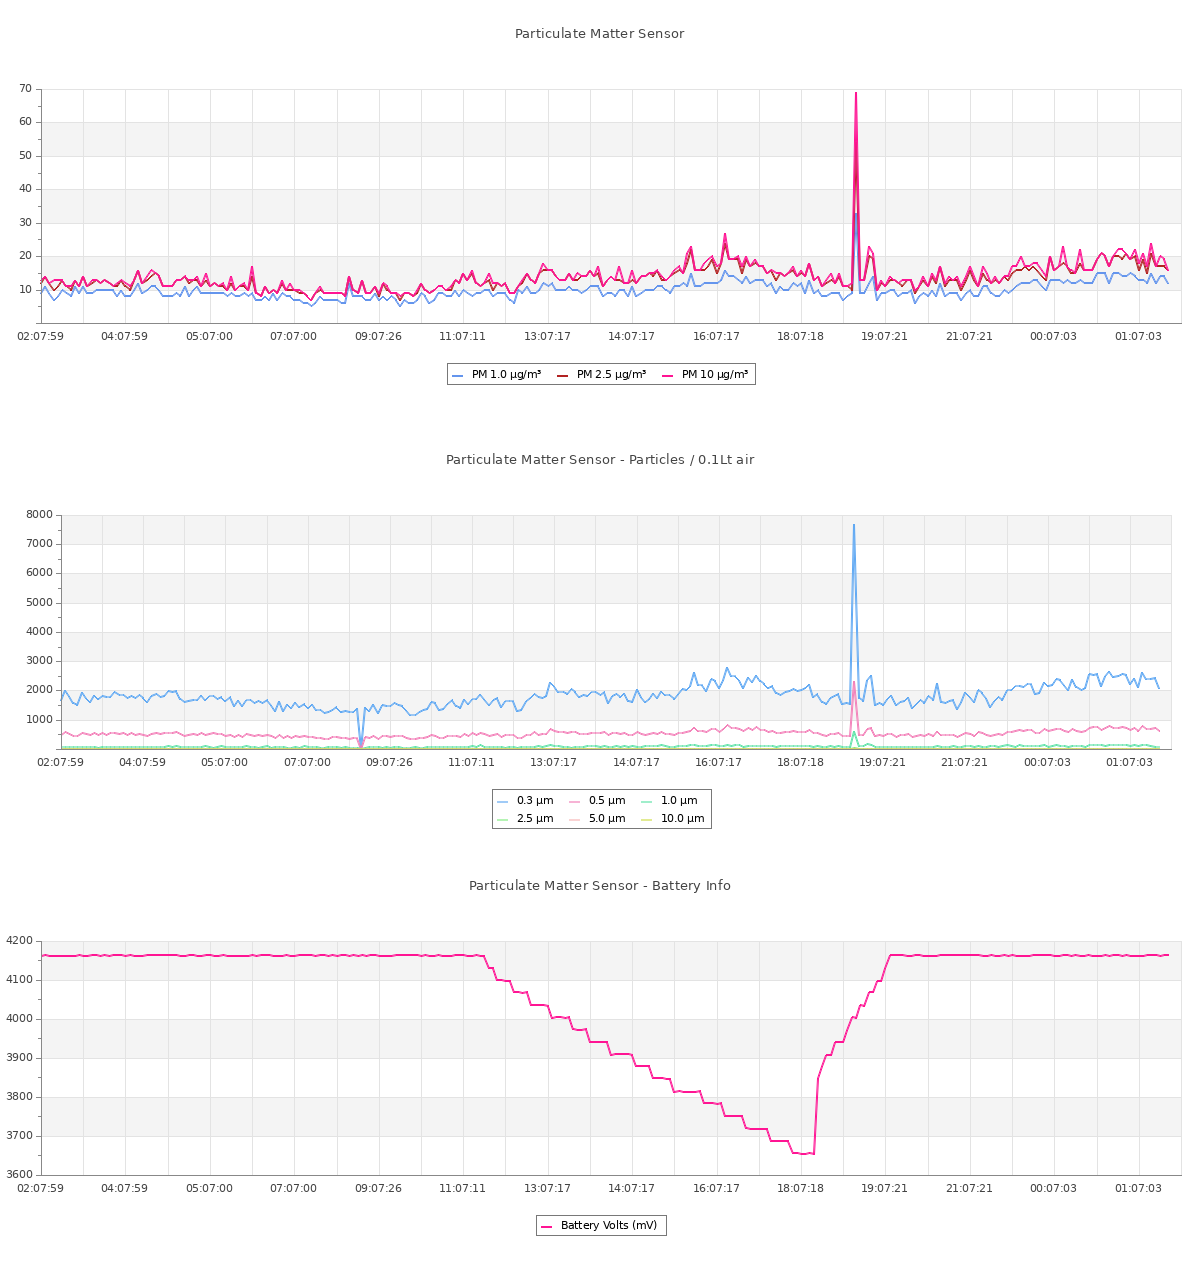 Particulate Matter Sensor
70
60
50
40
30
20
10
02:07:59 04:07:59 05:07:00 07:07:00 09:07:26 11:07:11 13:07:17 14:07:17 16:07:17 18:07:18 19:07:21 21:07:21 00:07:03 01:07:03
PM 1.0 µg/m³ PM 2.5 µg/m³ PM 10 µg/m³
Particulate Matter Sensor - Particles / 0.1Lt air
8000
7000
6000
5000
4000
3000
2000
1000
02:07:59 04:07:59 05:07:00 07:07:00 09:07:26 11:07:11 13:07:17 14:07:17 16:07:17 18:07:18 19:07:21 21:07:21 00:07:03 01:07:03
0.3 µm 0.5 µm 1.0 µm
2.5 µm 5.0 µm 10.0 µm
Particulate Matter Sensor - Battery Info
4200
4100
4000
3900
3800
3700
3600
02:07:59 04:07:59 05:07:00 07:07:00 09:07:26 11:07:11 13:07:17 14:07:17 16:07:17 18:07:18 19:07:21 21:07:21 00:07:03 01:07:03
Battery Volts (mV)